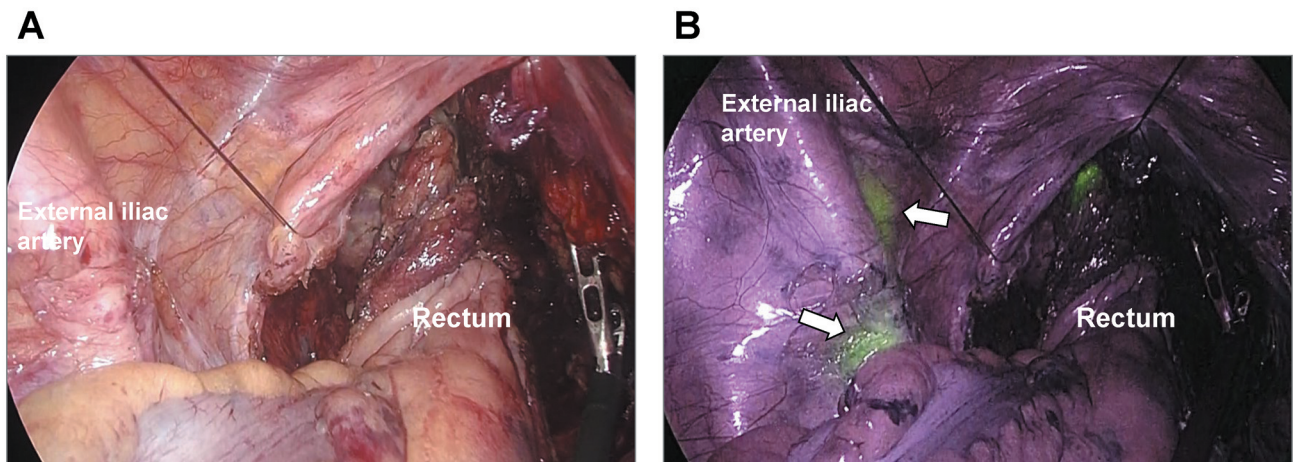 A
B
External iliac
artery
Rectum
External iliac
artery
Rectum